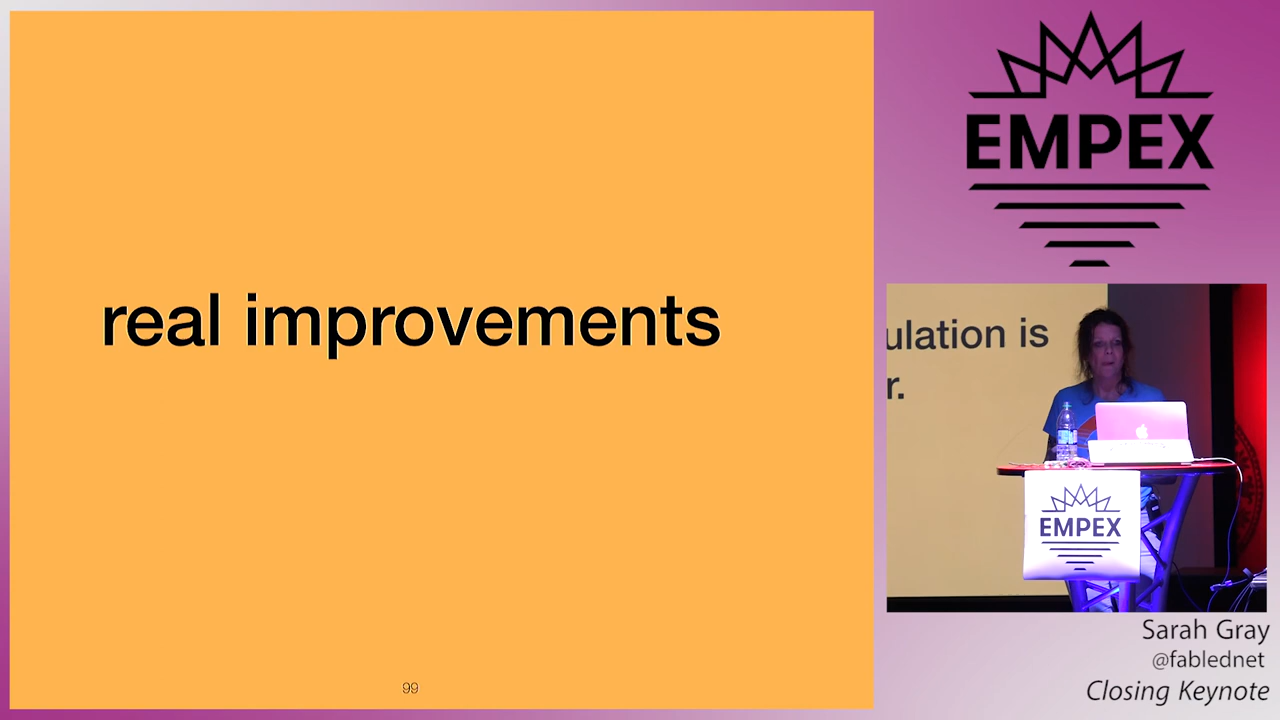 real improvements
99
EMPEX
ulation is
r.
EMPEX
Sarah Gray
@fablednet
Closing Keynote